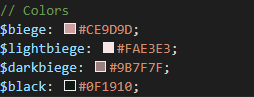 // Colors
$biege: #CE9D9D;
$lightbiege: #FAE3E3;
$darkbiege: #9B7F7F;
$black: #0F1910;